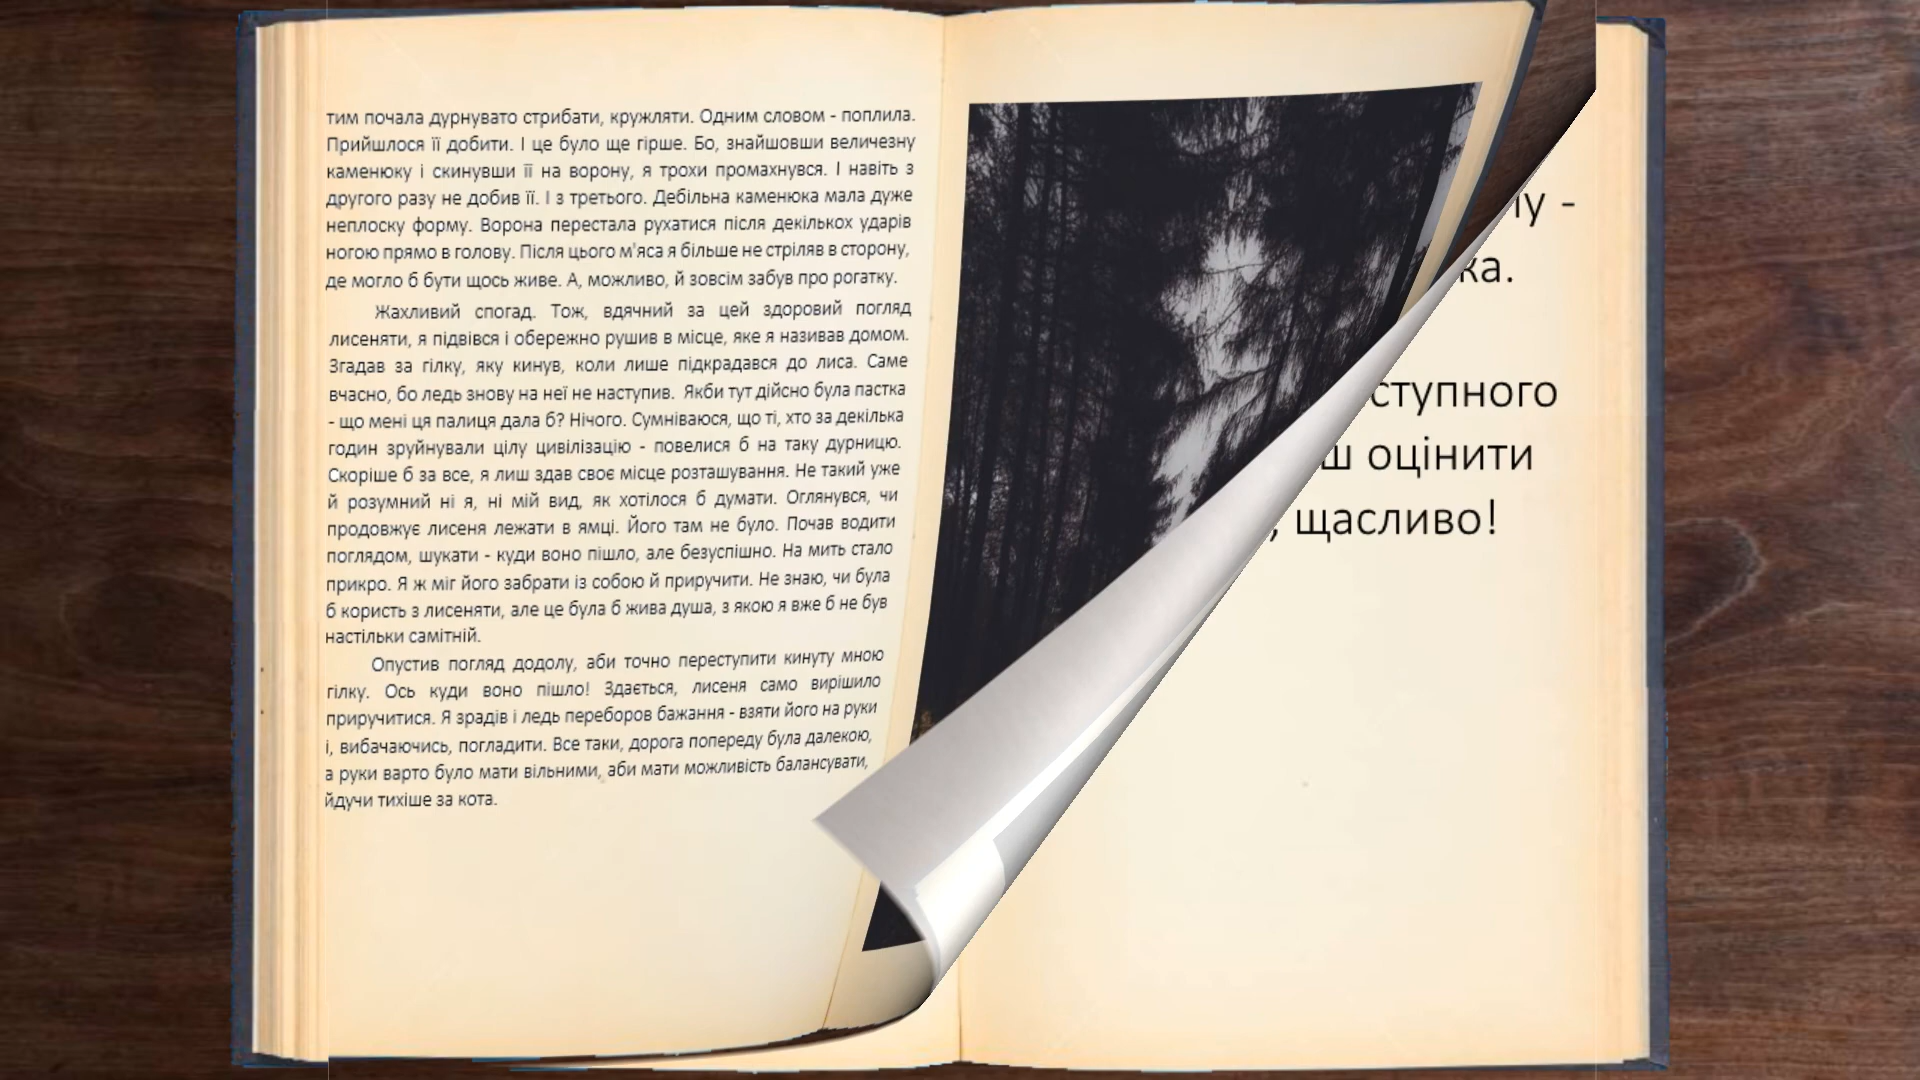 тим почала дурнувато стрибати, кружляти. Одним словом - поплила.
Прийшлося її добити. І це було ще гірше. Бо, знайшовши величезну
каменюку і скинувши її на ворону, я трохи промахнувся. І навіть з
другого разу не добив її. І з третього. Дебільна каменюка мала дуже
неплоску форму. Ворона перестала рухатися після декількох ударів
ногою прямо в голову. Після цього м'яса я більше не стріляв в сторону,
де могло б бути щось живе. А, можливо, й зовсім забув про рогатку.
Жахливий спогад. Тож, вдячний за цей здоровий погляд
лисеняти, я підвівся і обережно рушив в місце, яке я називав домом.
Згадав за гілку, яку кинув, коли лише підкрадався до лиса. Саме
вчасно, бо ледь знову на неї не наступив. Якби тут дійсно була пастка
- що мені ця палиця дала б? Нічого. Сумніваюся, що ті, хто за декілька
годин зруйнували цілу цивілізацію - повелися б на таку дурницю.
Скоріше б за все, я лиш здав своє місце розташування. Не такий уже
й розумний ні я, ні мій вид, як хотілося б думати. Оглянувся, чи
продовжує лисеня лежати в ямці. Його там не було. Почав водити
поглядом, шукати - куди воно пішло, але безуспішно. На мить стало
прикро. Я ж міг його забрати із собою й приручити. Не знаю, чи була
б користь з лисеняти, але це була б жива душа, з якою я вже б не був
настільки самітній.
Опустив погляд додолу, аби точно переступити кинуту мною
гілку. Ось куди воно пішло! Здається, лисеня само вирішило
приручитися. Я зрадів і ледь переборов бажання - взяти його на руки
і, вибачаючись, погладити. Все таки, дорога попереду була далекою,
а руки варто було мати вільними, аби мати можливість балансувати,
йдучи тихіше за кота.
-
ка.
ступного
ш оцінити
, щасливо!